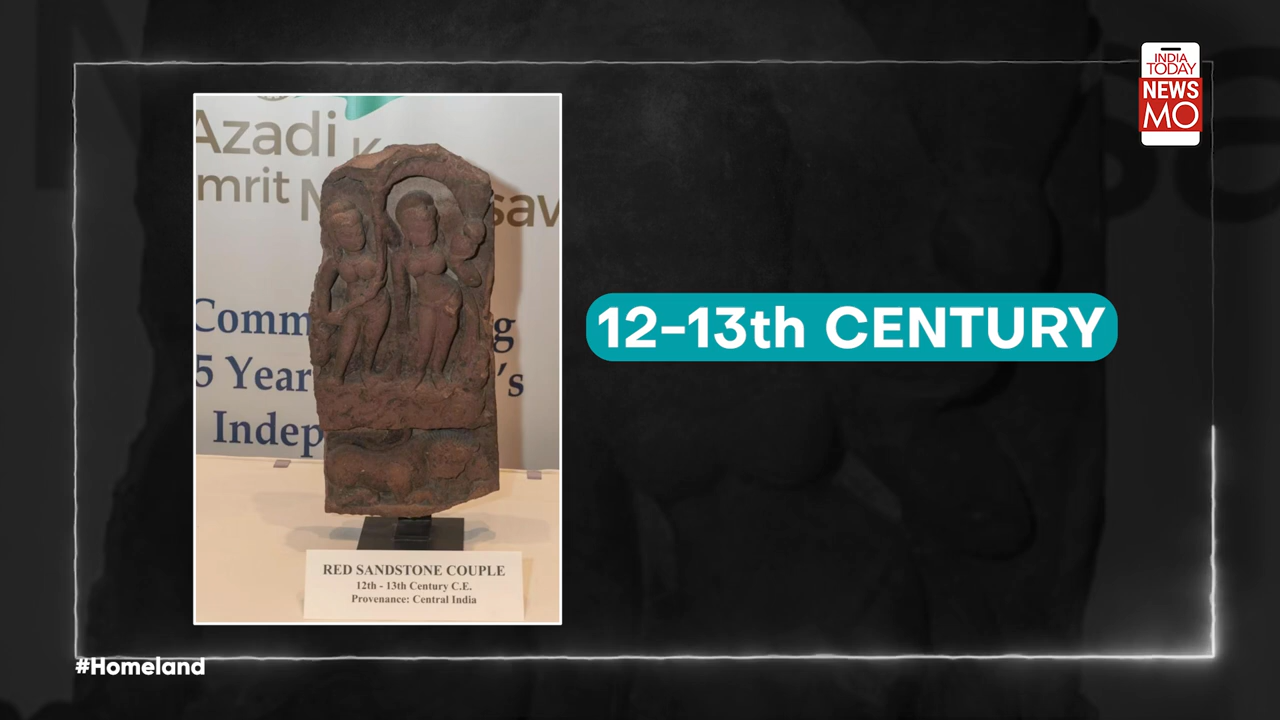 INDIA
TODAY
NEWS
MO
Azadi
mrit
sav
Comm g
5 Year 's
Indep
12-13th CENTURY
RED SANDSTONE COUPLE
12th - 13th Century C.E.
Provenance: Central India
#Homeland